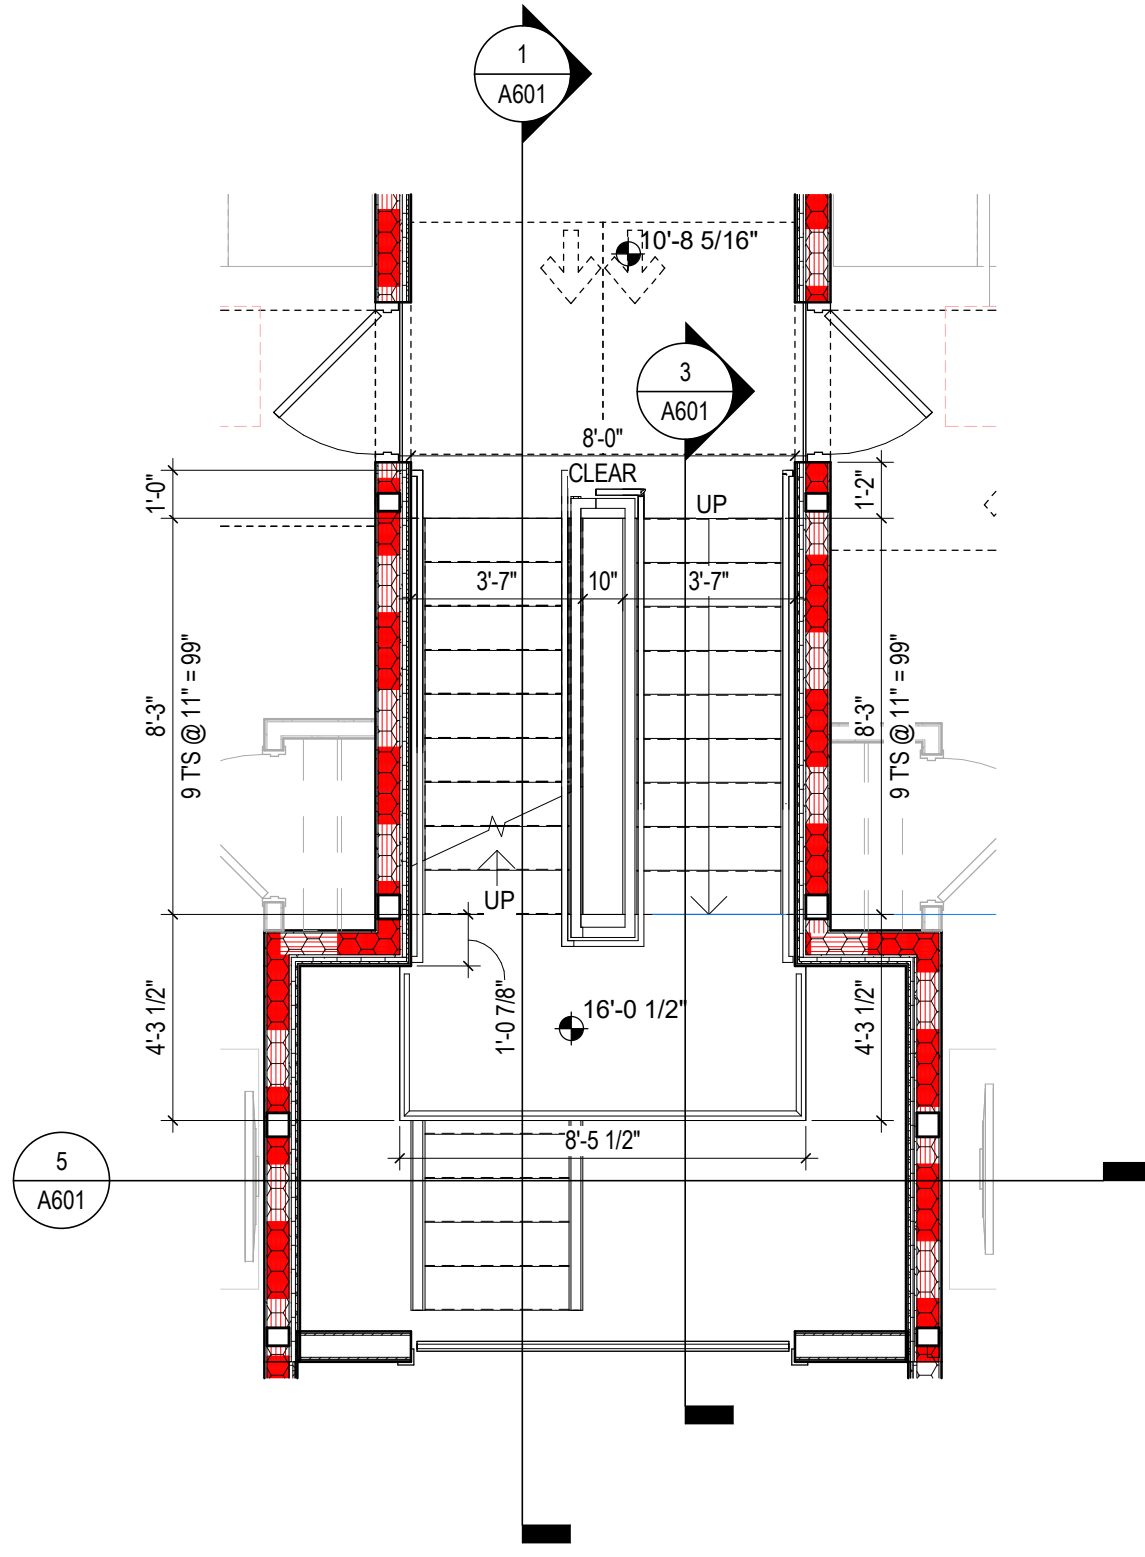 1
A601
10'-8 5/16"
3
A601
8'-0"
CLEAR
1'-0"
1'-2"
UP
3'-7"
10"
3'-7"
8'-3"
9 T'S @ 11" = 99"
8'-3"
9 T'S @ 11" = 99"
UP
4'-3 1/2"
1'-0 7/8"
16'-0 1/2"
4'-3 1/2"
8'-5 1/2"
5
A601